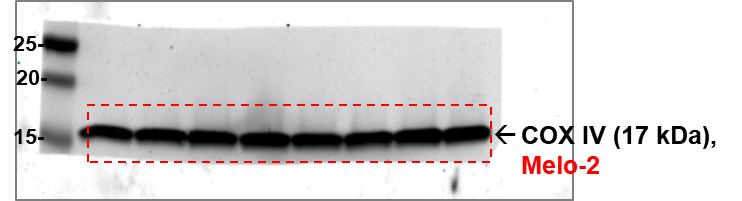 25-
20-
15-
COX IV (17 kDa),
Melo-2